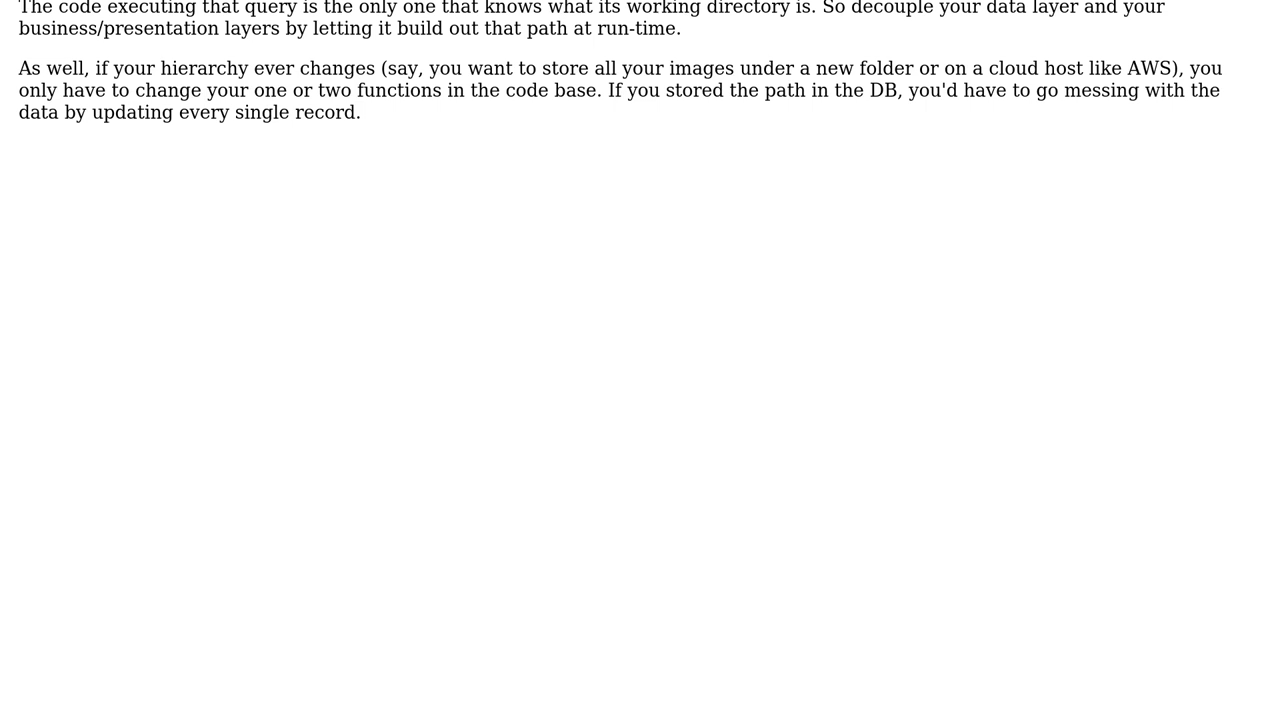 The code executing that query is the only one that knows what its working directory is. So decouple your data layer and your
business/presentation layers by letting it build out that path at run-time.
As well, if your hierarchy ever changes (say, you want to store all your images under a new folder or on a cloud host like AWS), you
only have to change your one or two functions in the code base. If you stored the path in the DB, you'd have to go messing with the
data by updating every single record.